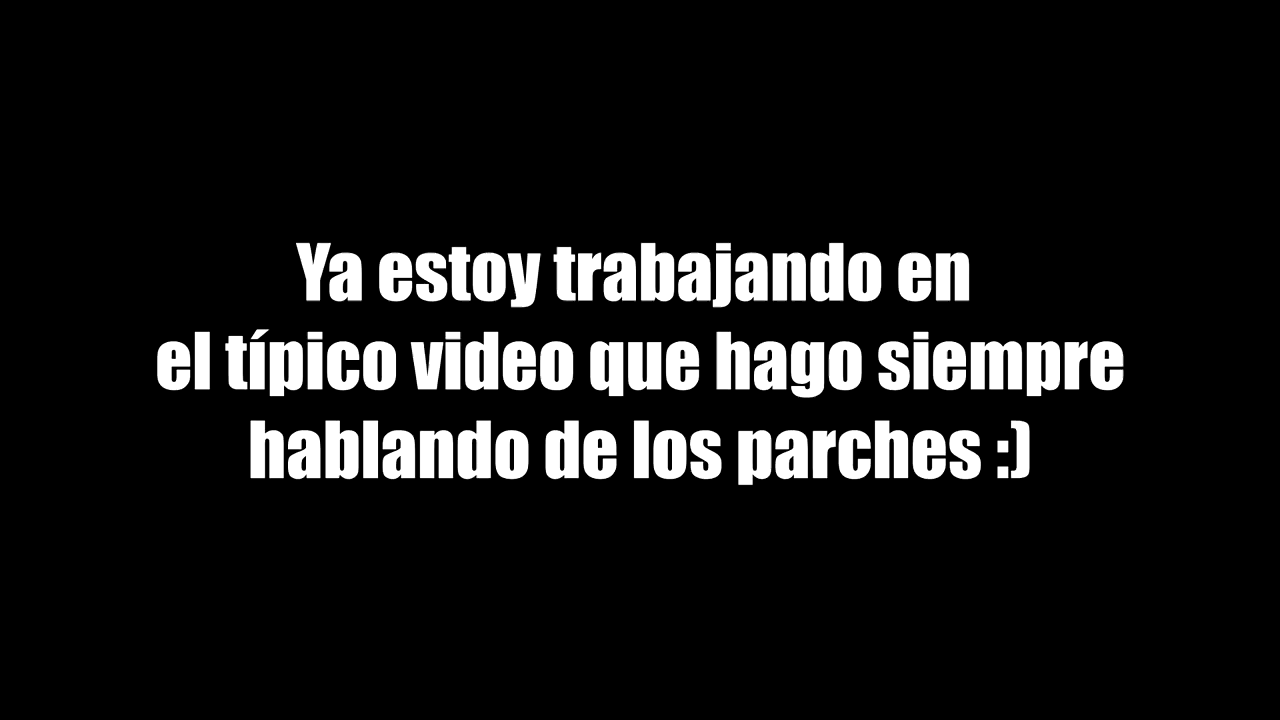 Ya estoy trabajando en
el típico video que hago siempre
hablando de los parches :)